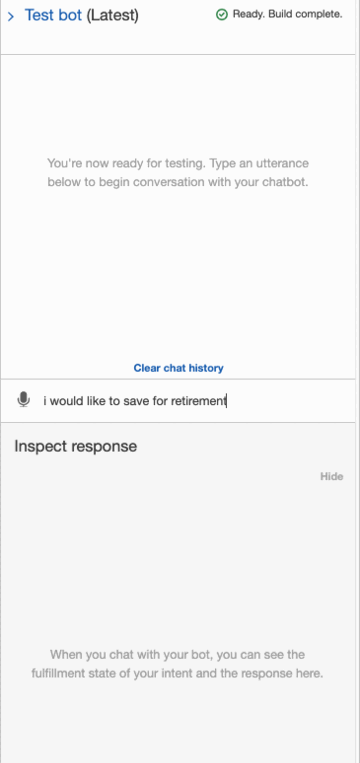 Test bot (Latest)
Ready. Build complete.
You're now ready for testing. Type an utterance
below to begin conversation with your chatbot.
Clear chat history
i would like to save for retirement
Inspect response
Hide
When you chat with your bot, you can see the
fulfillment state of your intent and the response here.